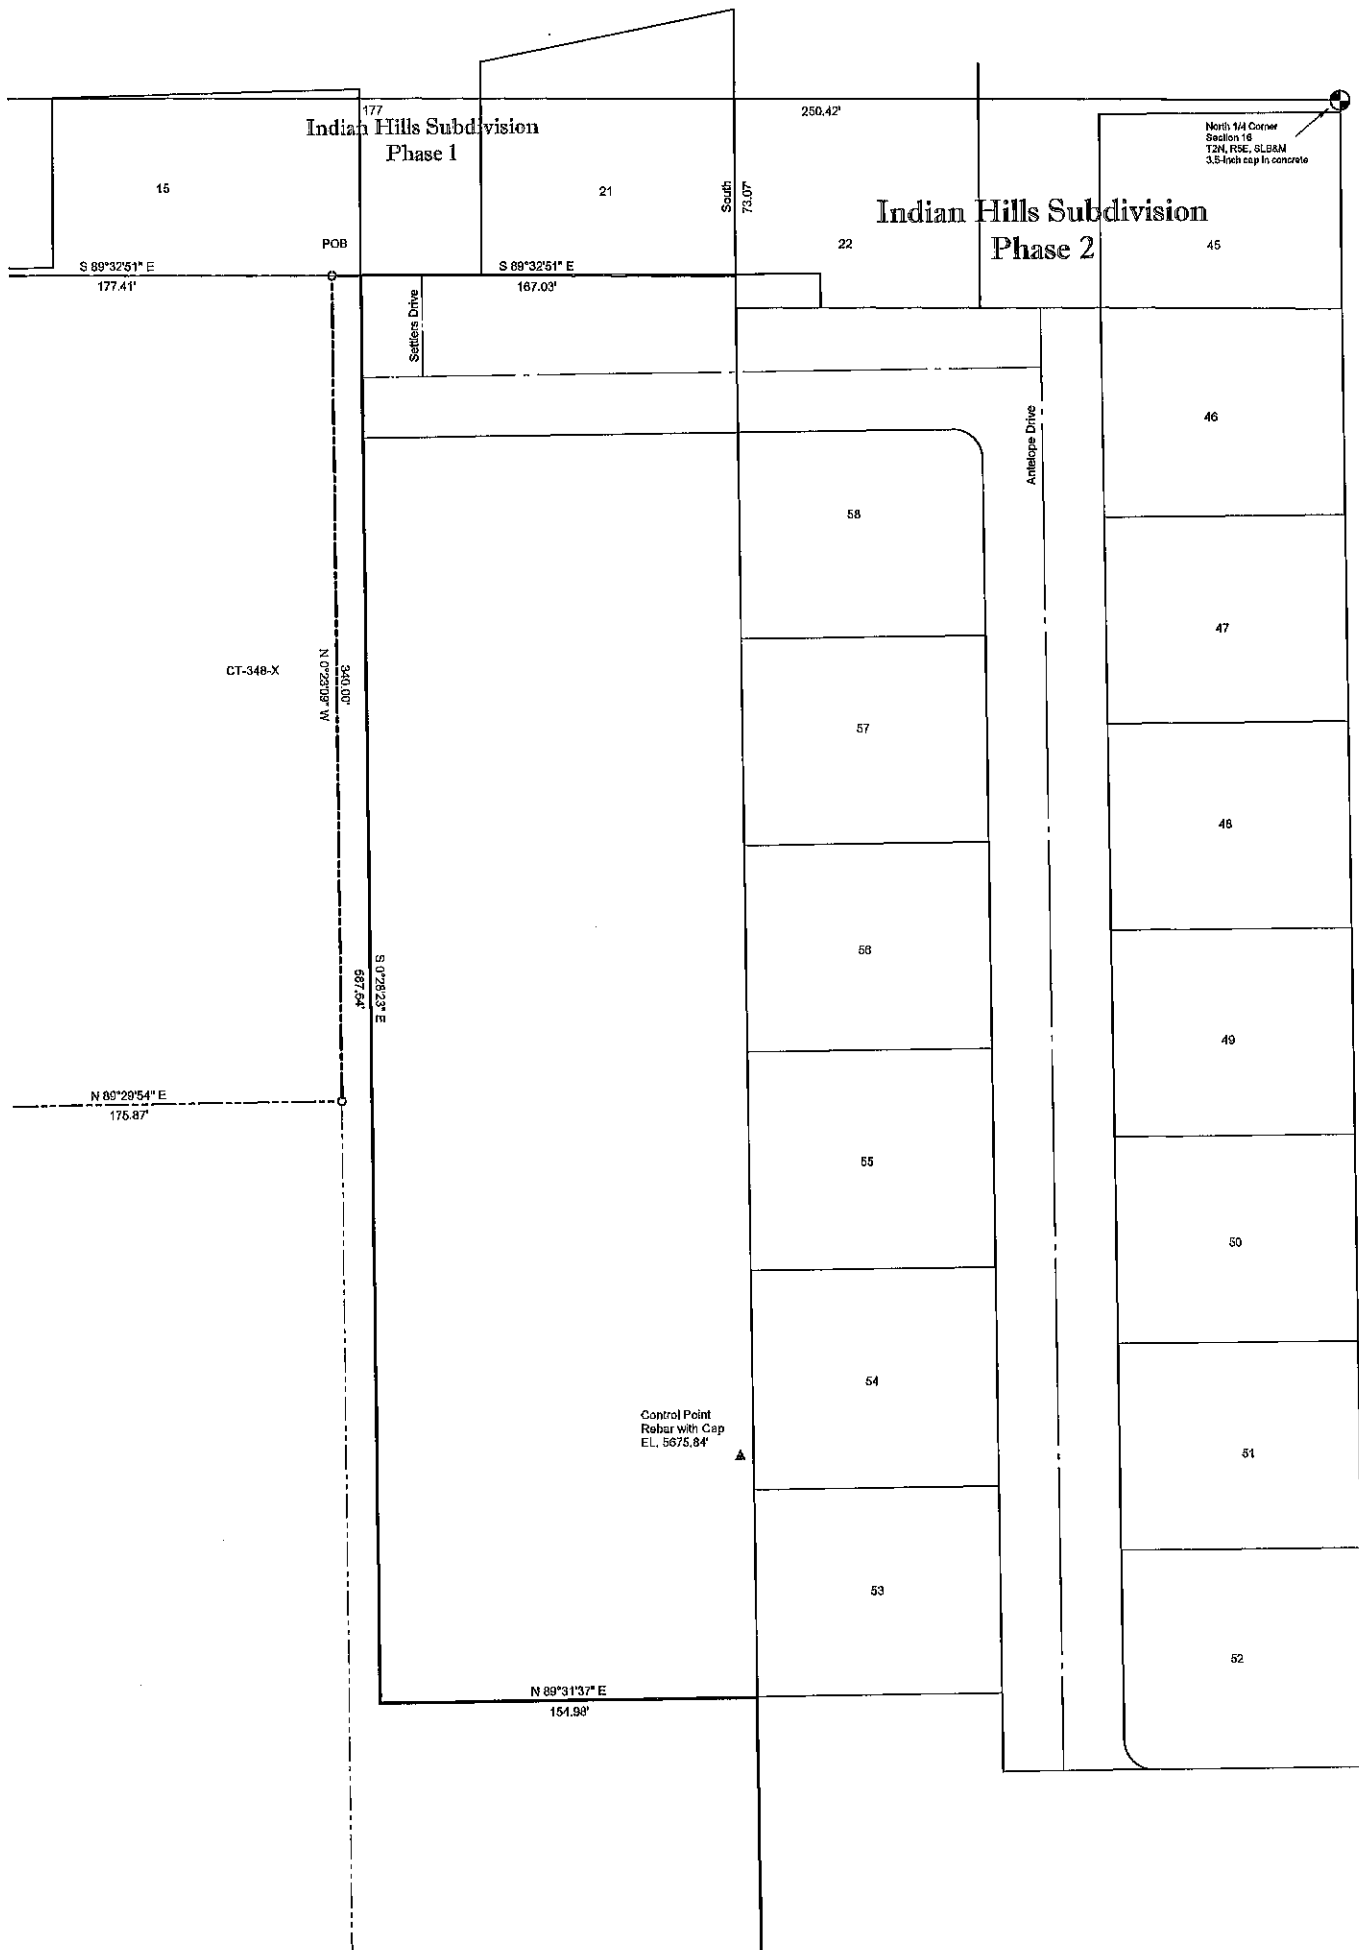 177
250.42'
Indian Hills Subdivision
Phase 1
North 1/4 Corner
Section 16
T2N, R5E, SLB&M
3.5-inch cap in concrete
15
21
South
73.07'
Indian Hills Subdivision
Phase 2
22
45
POB
S 89°32'51" E
177.41'
S 89°32'51" E
167.03'
Settlers Drive
Antelope Drive
46
58
47
CT-348-X
N 0°23'09" W
340.00'
57
48
56
S 0°28'23" E
587.54'
49
N 89°29'54" E
175.87'
55
50
54
Control Point
Rebar with Cap
EL. 5675.84'
51
53
52
N 89°31'37" E
154.98'